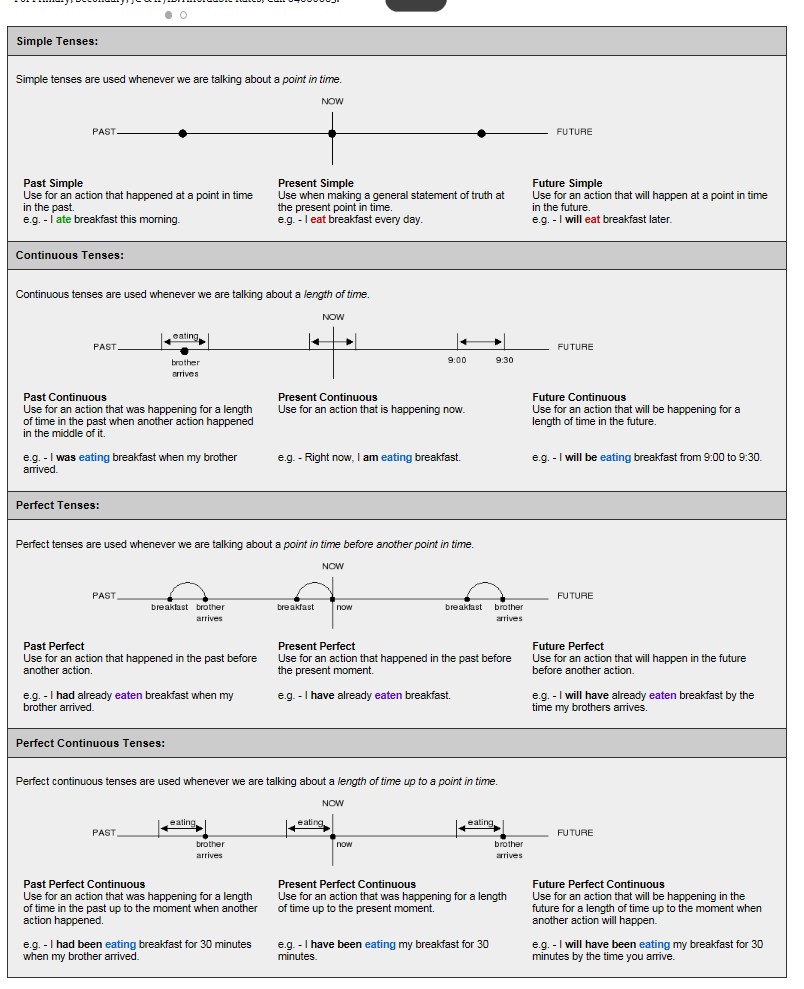 Simple Tenses:
Simple tenses are used whenever we are talking about a point in time.
NOW
PAST
FUTURE
Past Simple
Use for an action that happened at a point in time
in the past.
e.g. - I ate breakfast this morning.
Present Simple
Use when making a general statement of truth at
the present point in time.
e.g. - I eat breakfast every day.
Future Simple
Use for an action that will happen at a point in time
in the future.
e.g. - I will eat breakfast later.
Continuous Tenses:
Continuous tenses are used whenever we are talking about a length of time.
NOW
PAST
eating
brother
arrives
9:00
9:30
FUTURE
Past Continuous
Use for an action that was happening for a length
of time in the past when another action happened
in the middle of it.
e.g. - I was eating breakfast when my brother
arrived.
Present Continuous
Use for an action that is happening now.
e.g. - Right now, I am eating breakfast.
Future Continuous
Use for an action that will be happening for a
length of time in the future.
e.g. - I will be eating breakfast from 9:00 to 9:30.
Perfect Tenses:
Perfect tenses are used whenever we are talking about a point in time before another point in time.
NOW
PAST
FUTURE
breakfast
brother
arrives
breakfast
now
breakfast
brother
arrives
Past Perfect
Use for an action that happened in the past before
another action.
e.g. - I had already eaten breakfast when my
brother arrived.
Present Perfect
Use for an action that happened in the past before
the present moment.
e.g. - I have already eaten breakfast.
Future Perfect
Use for an action that will happen in the future
before another action.
e.g. - I will have already eaten breakfast by the
time my brothers arrives.
Perfect Continuous Tenses:
Perfect continuous tenses are used whenever we are talking about a length of time up to a point in time.
NOW
PAST
eating
eating
eating
FUTURE
brother
arrives
now
brother
arrives
Past Perfect Continuous
Use for an action that was happening for a length
of time in the past up to the moment when another
action happened.
e.g. - I had been eating breakfast for 30 minutes
when my brother arrived.
Present Perfect Continuous
Use for an action that was happening for a length
of time up to the present moment.
e.g. - I have been eating my breakfast for 30
minutes.
Future Perfect Continuous
Use for an action that will be happening in the
future for a length of time up to the moment when
another action will happen.
e.g. - I will have been eating my breakfast for 30
minutes by the time you arrive.